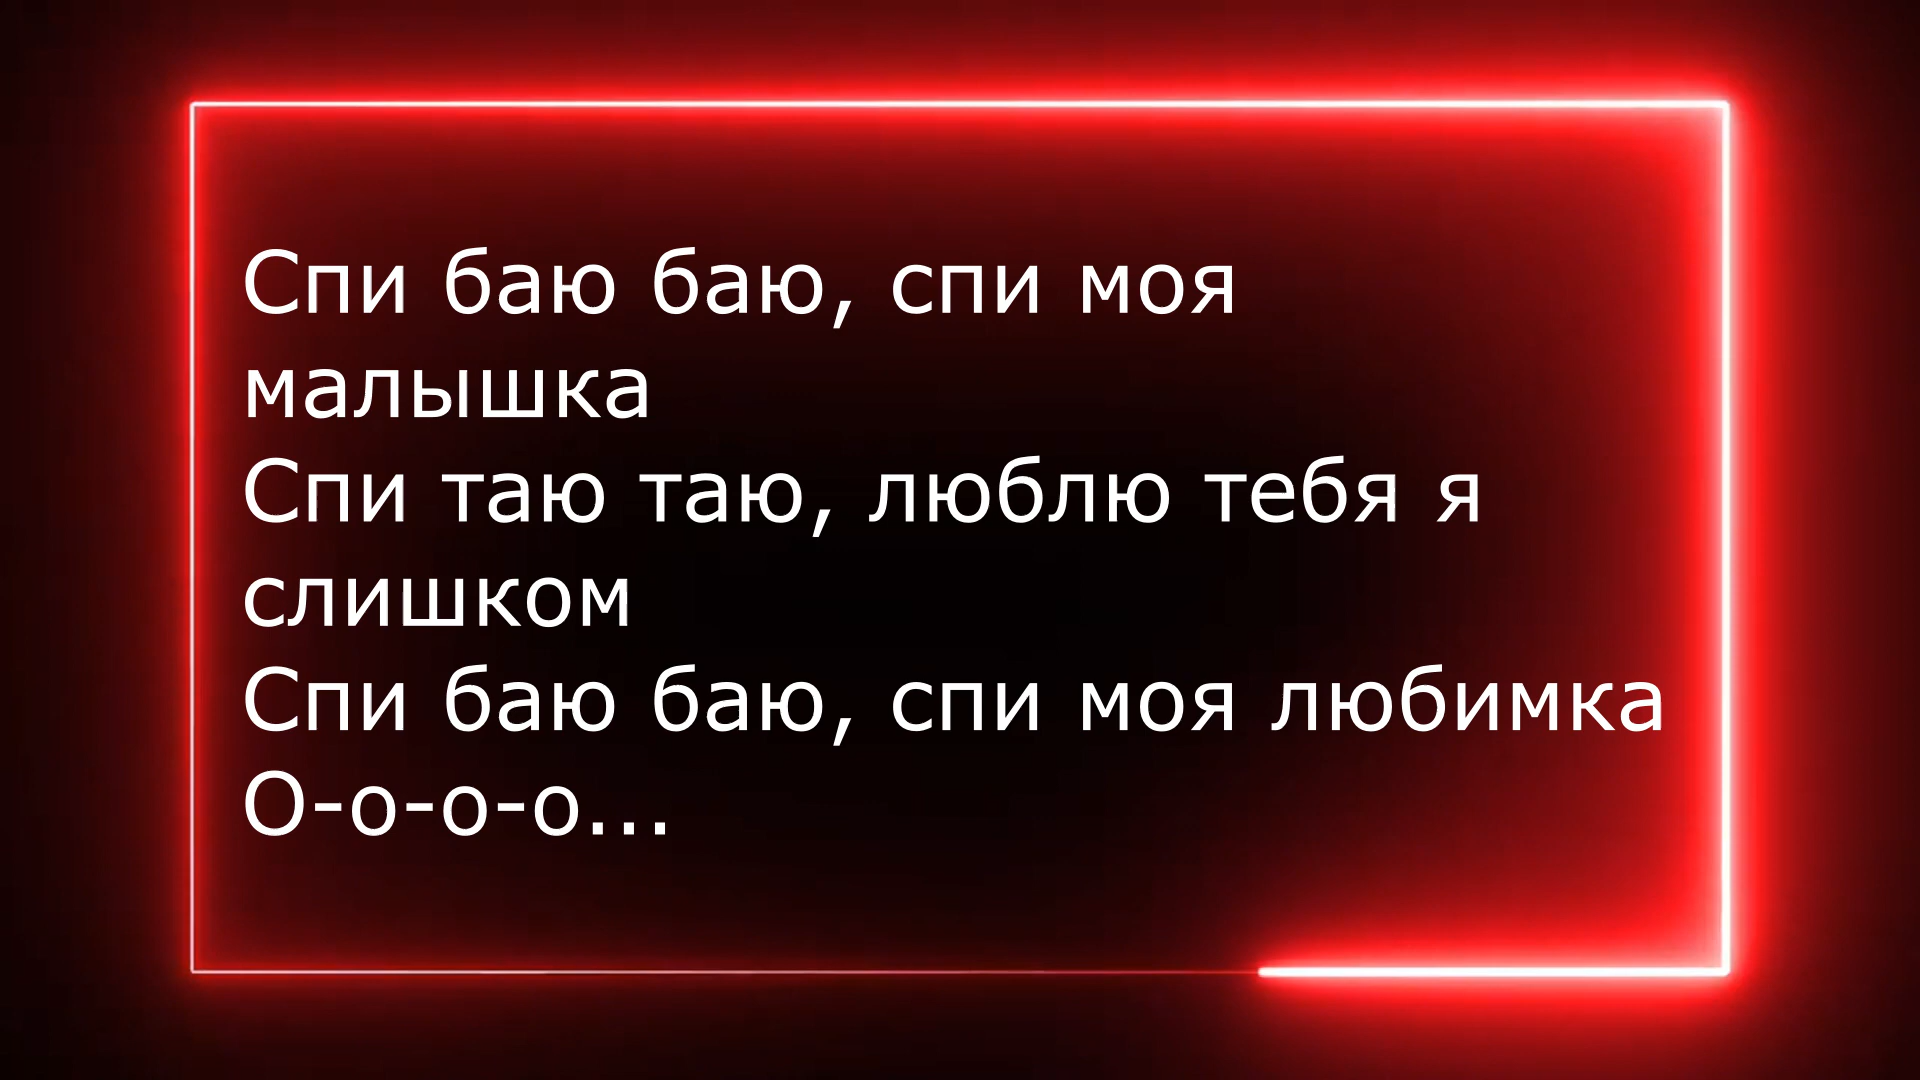 Спи баю баю, спи моя
малышка
Спи таю таю, люблю тебя я
слишком
Спи баю баю, спи моя любимка
О-о-о-о...